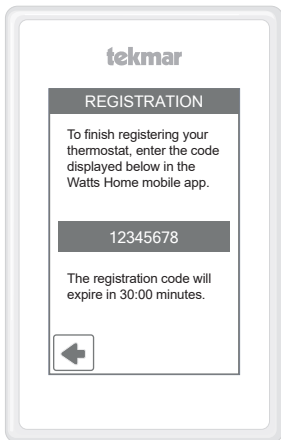 tekmar
REGISTRATION
To finish registering your
thermostat, enter the code
displayed below in the
Watts Home mobile app.
12345678
The registration code will
expire in 30:00 minutes.